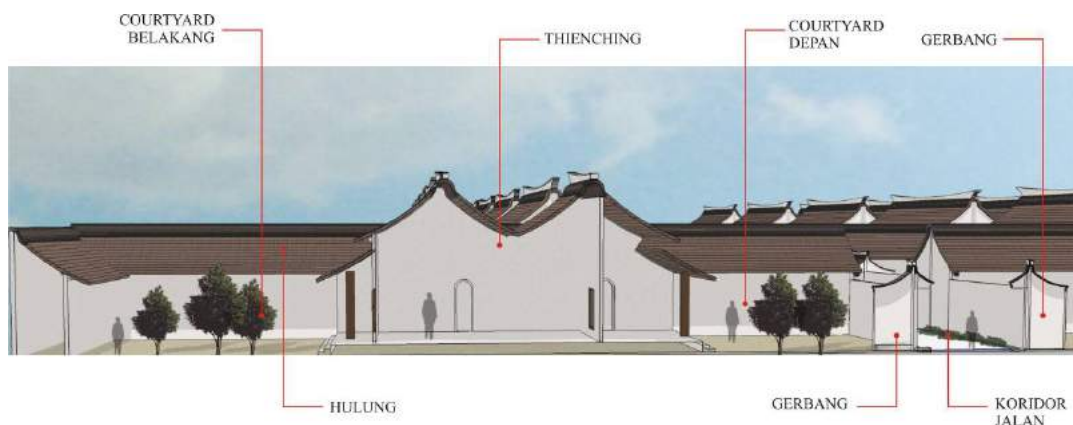 COURTYARD
BELAKANG
THIENCHING
COURTYARD
DEPAN
GERBANG
HULUNG
GERBANG
KORIDOR
JALAN